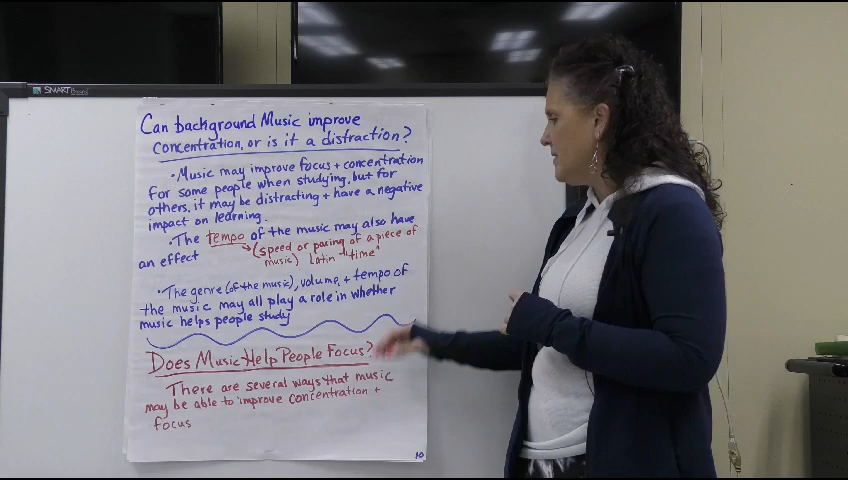 SMART Board
Can background Music improve
concentration, or is it a distraction?
• Music may improve focus + concentration
for some people when studying, but for
others, it may be distracting + have a negative
impact on learning.
• The tempo of the music may also have
an effect
(speed or pacing of a piece of
music) Latin - "time"
• The genre (of the music), volume, + tempo of
the music may all play a role in whether
music helps people study
Does Music Help People Focus?
There are several ways that music
may be able to improve concentration +
focus
10